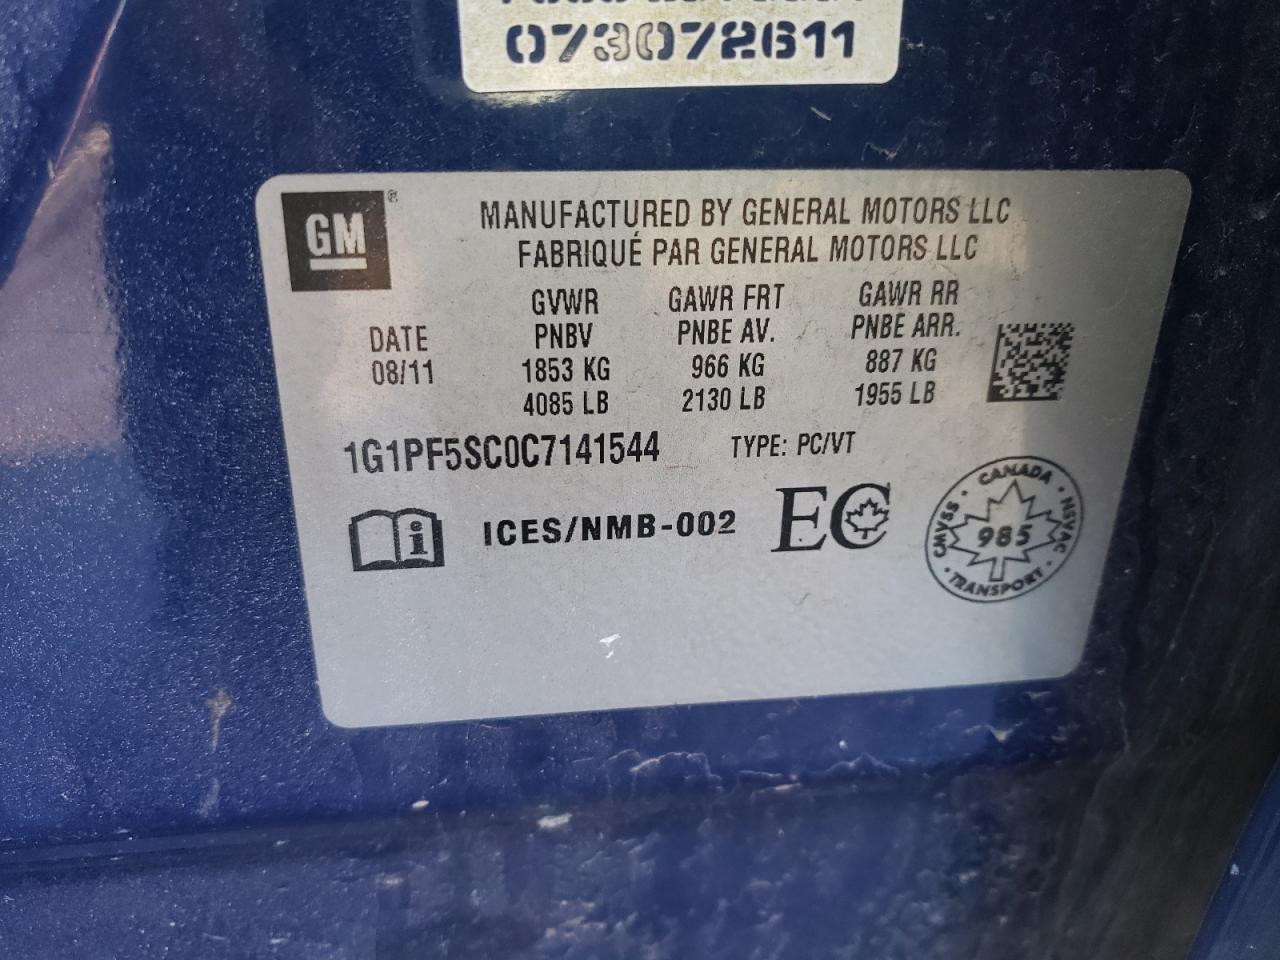 073072611
GM®
MANUFACTURED BY GENERAL MOTORS LLC
FABRIQUÉ PAR GENERAL MOTORS LLC
GVWR GAWR FRT GAWR RR
DATE PNBV PNBE AV. PNBE ARR.
08/11 1853 KG 966 KG 887 KG
4085 LB 2130 LB 1955 LB
1G1PF5SC0C7141544 TYPE: PC/VT
i ICES/NMB-002 EC
CANADA
CMVSS 985 NSVAC
TRANSPORT